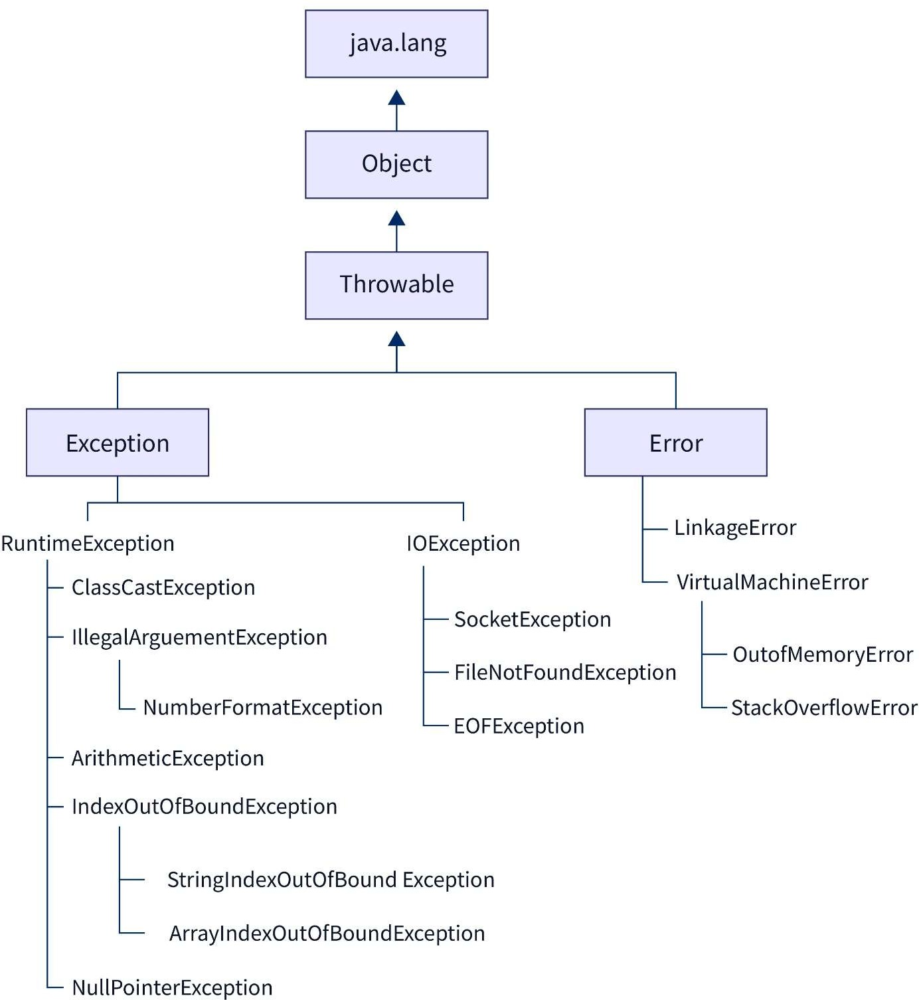 java.lang
Object
Throwable
Exception
Error
RuntimeException
ClassCastException
IllegalArguementException
NumberFormatException
ArithmeticException
IndexOutOfBoundException
StringIndexOutOfBound Exception
ArrayIndexOutOfBoundException
NullPointerException
IOException
SocketException
FileNotFoundException
EOFException
LinkageError
VirtualMachineError
OutofMemoryError
StackOverflowError